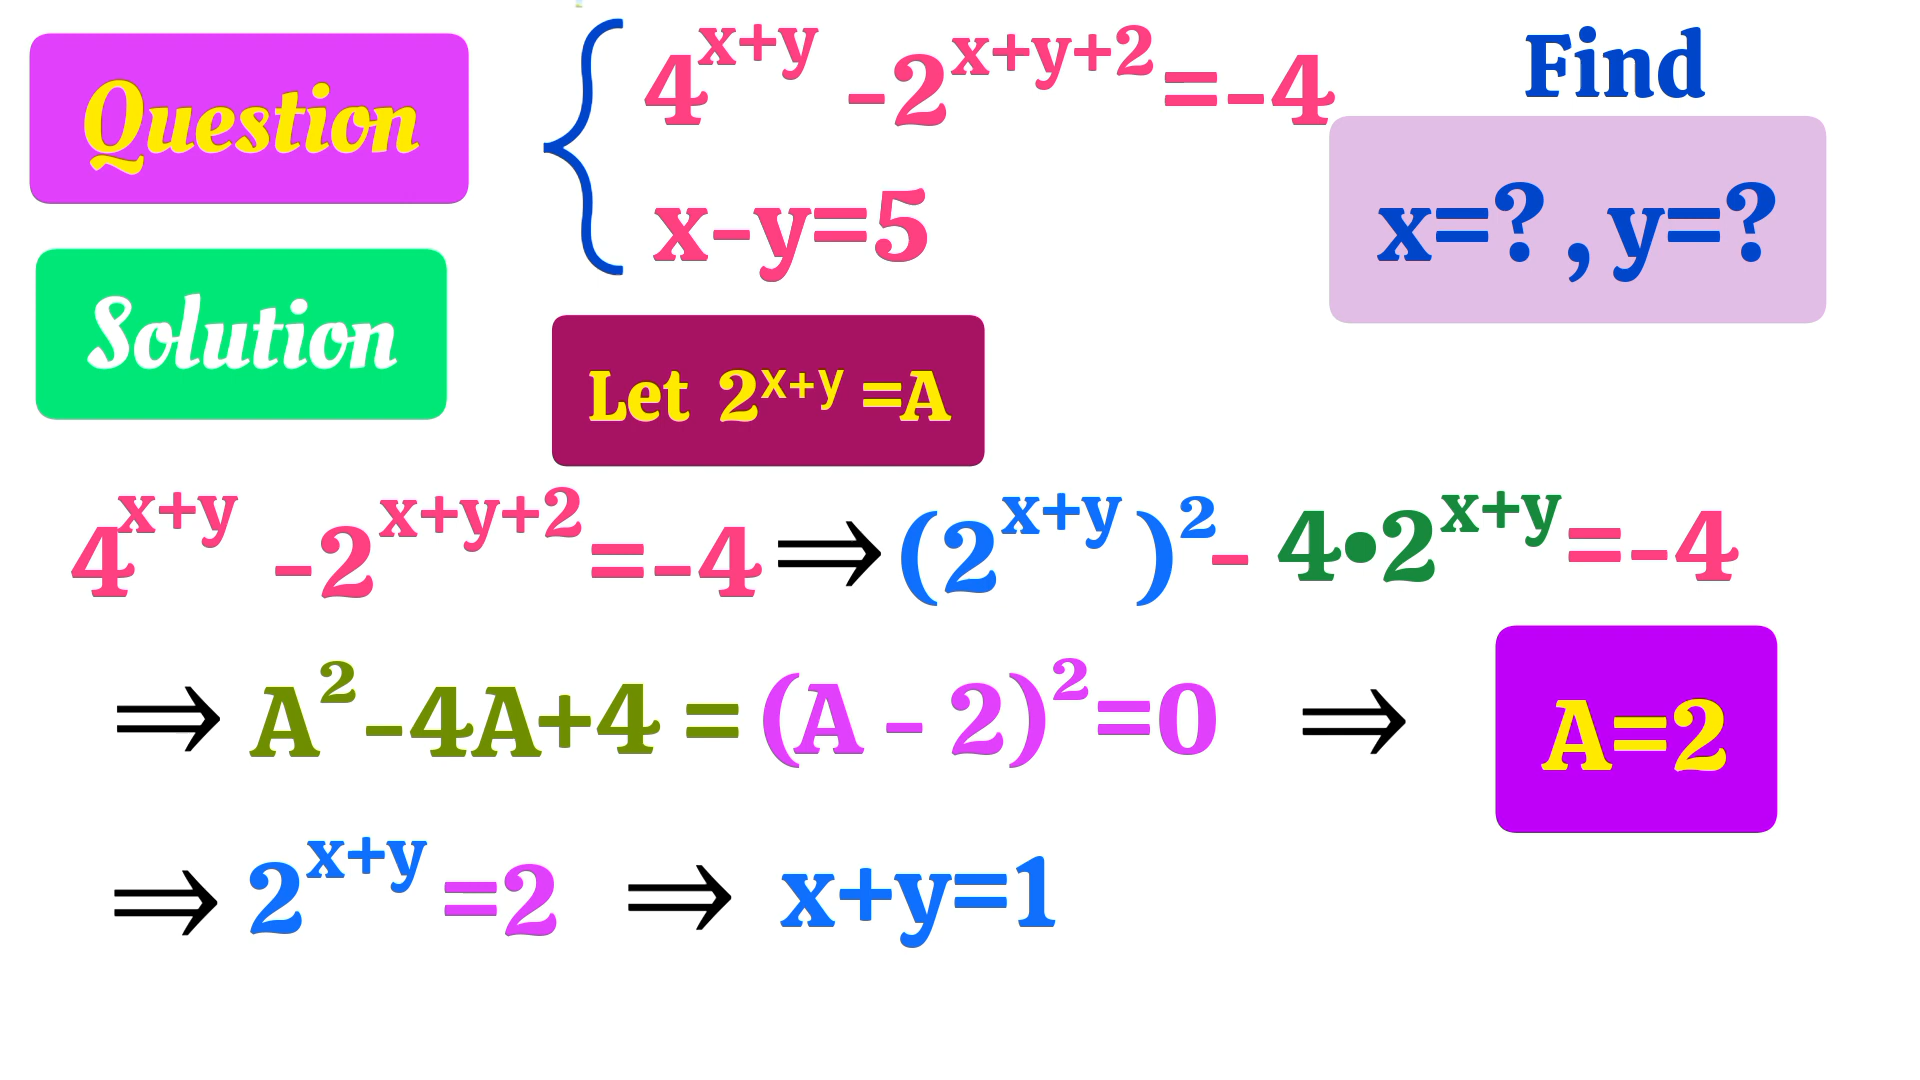 Question
4^{x+y} -2^{x+y+2}=-4
x-y=5
Find
x=? , y=?
Solution
Let 2^{x+y} =A
4^{x+y} -2^{x+y+2}=-4 ⇒ (2^{x+y})^2 - 4•2^{x+y}=-4
⇒ A^2-4A+4 = (A - 2)^2=0 ⇒ A=2
⇒ 2^{x+y} =2 ⇒ x+y=1